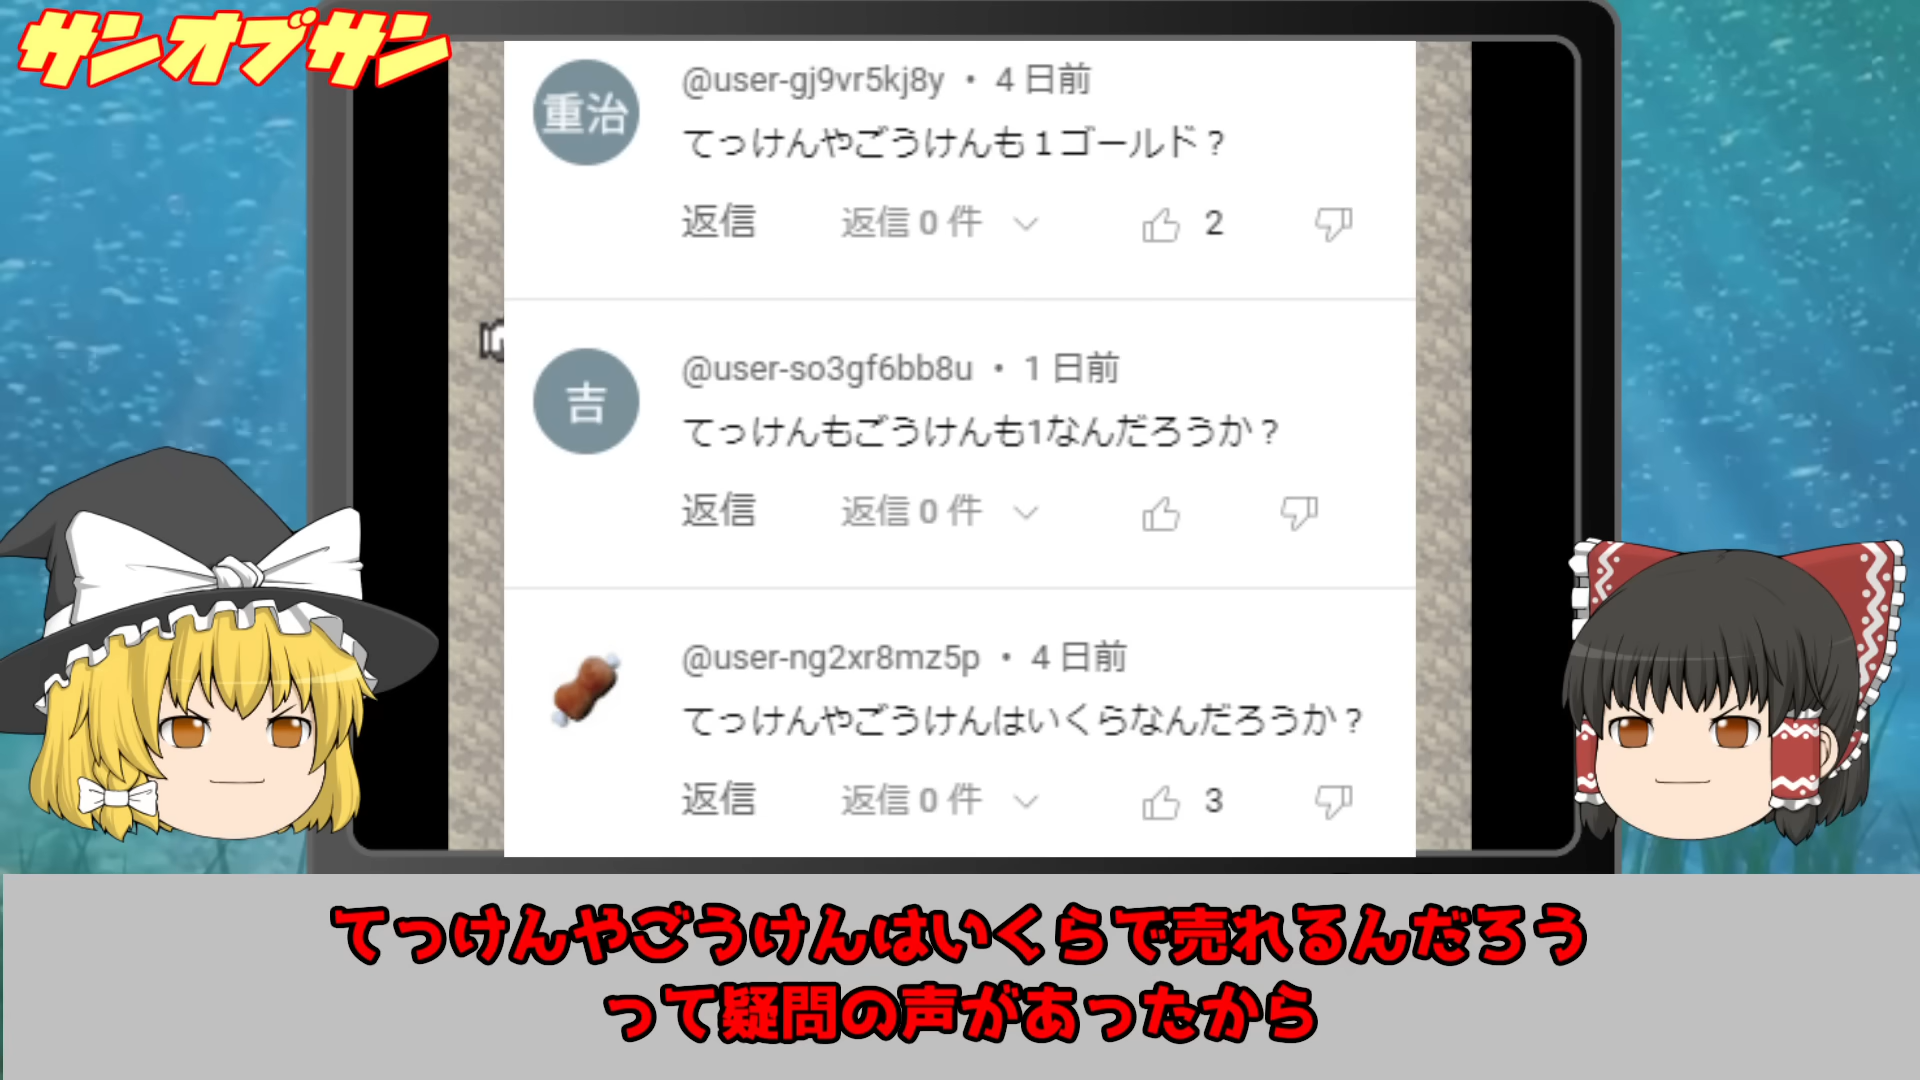 サンオブサン
重治
@user-gj9vr5kj8y・4 日前
てっけんやごうけんも１ゴールド？
返信 返信 0 件 2
吉
@user-so3gf6bb8u・1 日前
てっけんもごうけんも1なんだろうか？
返信 返信 0 件
@user-ng2xr8mz5p・4 日前
てっけんやごうけんはいくらなんだろうか？
返信 返信 0 件 3
てっけんやごうけんはいくらで売れるんだろう
って疑問の声があったから